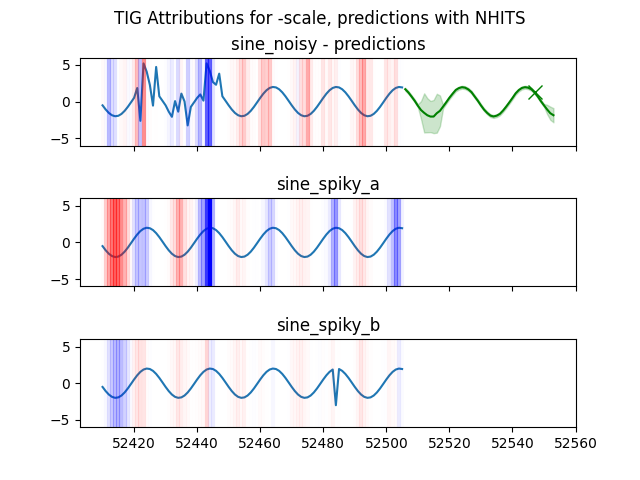 TIG Attributions for -scale, predictions with NHITS
sine_noisy - predictions
5
0
−5
sine_spiky_a
5
0
−5
sine_spiky_b
5
0
−5
52420 52440 52460 52480 52500 52520 52540 52560